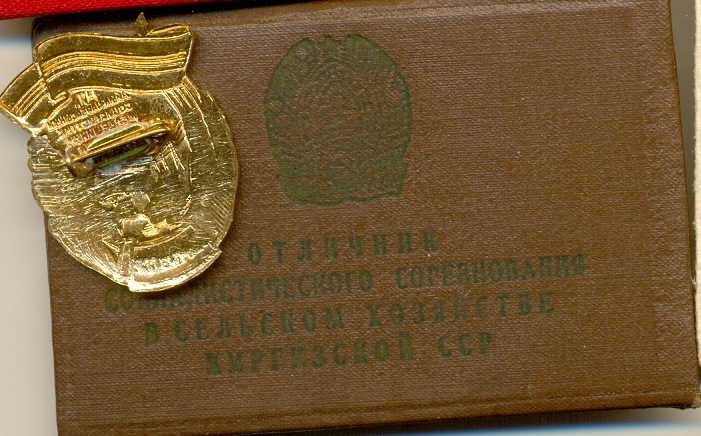 ОТЛИЧНИК
СОЦИАЛИСТИЧЕСКОГО СОРЕВНОВАНИЯ
В СЕЛЬСКОМ ХОЗЯЙСТВЕ
КИРГИЗСКОЙ ССР